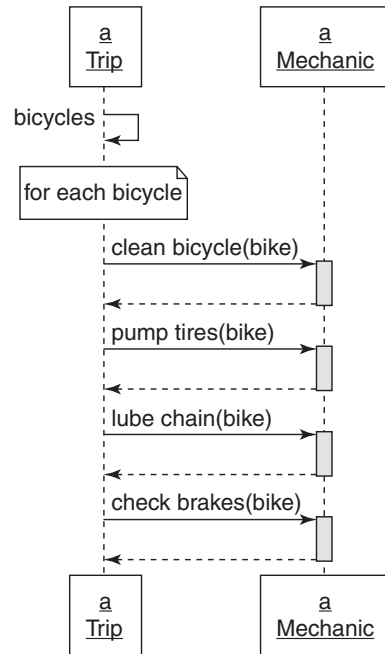 a
Trip
a
Mechanic
bicycles
for each bicycle
clean bicycle(bike)
pump tires(bike)
lube chain(bike)
check brakes(bike)
a
Trip
a
Mechanic